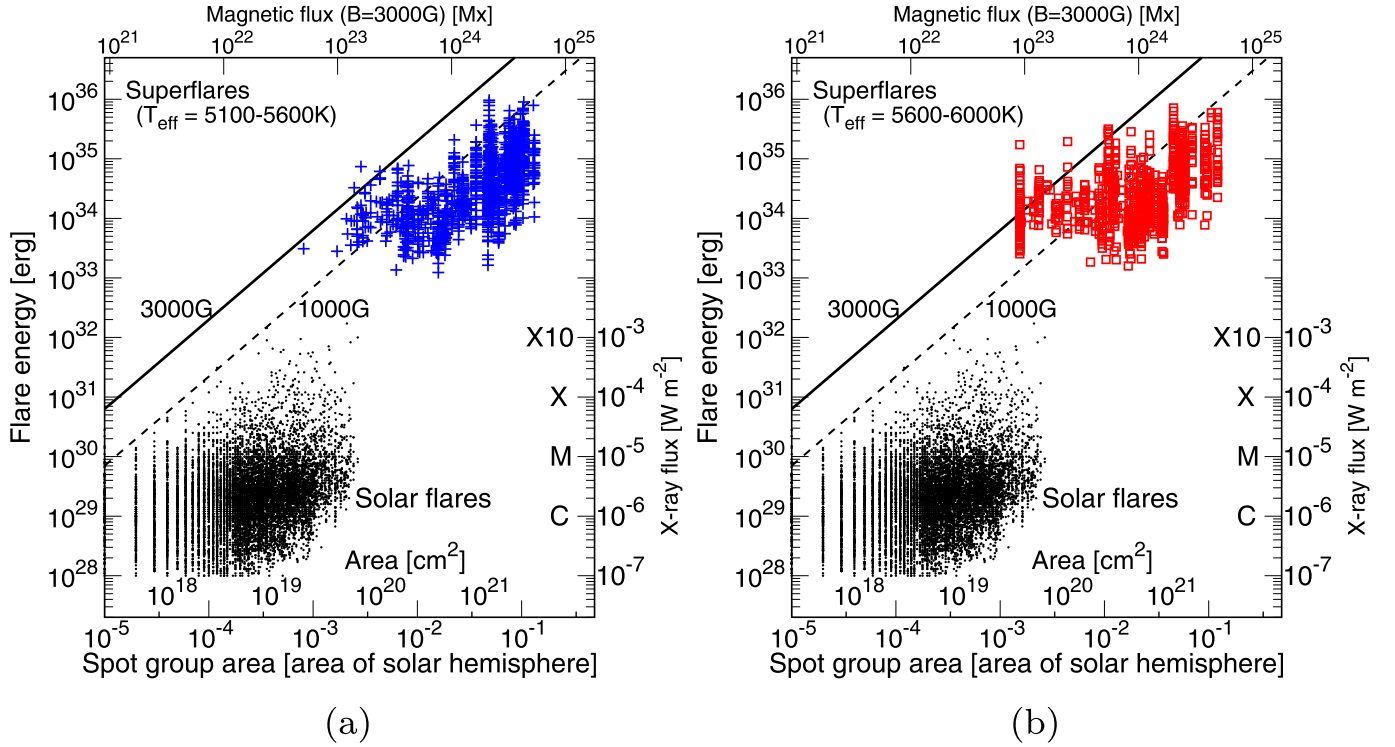 Magnetic flux (B=3000G) [Mx]
10^21 10^22 10^23 10^24 10^25
Superflares
(T_eff = 5100-5600K)
10^36
10^35
10^34
10^33
10^32
10^31
10^30
10^29
10^28
Flare energy [erg]
3000G 1000G
X10 10^-3
X 10^-4
M 10^-5
C 10^-6
10^-7
X-ray flux [W m^-2]
Solar flares
Area [cm^2]
10^18 10^19 10^20 10^21
10^-5 10^-4 10^-3 10^-2 10^-1
Spot group area [area of solar hemisphere]
(a)
Magnetic flux (B=3000G) [Mx]
10^21 10^22 10^23 10^24 10^25
Superflares
(T_eff = 5600-6000K)
10^36
10^35
10^34
10^33
10^32
10^31
10^30
10^29
10^28
Flare energy [erg]
3000G 1000G
X10 10^-3
X 10^-4
M 10^-5
C 10^-6
10^-7
X-ray flux [W m^-2]
Solar flares
Area [cm^2]
10^18 10^19 10^20 10^21
10^-5 10^-4 10^-3 10^-2 10^-1
Spot group area [area of solar hemisphere]
(b)